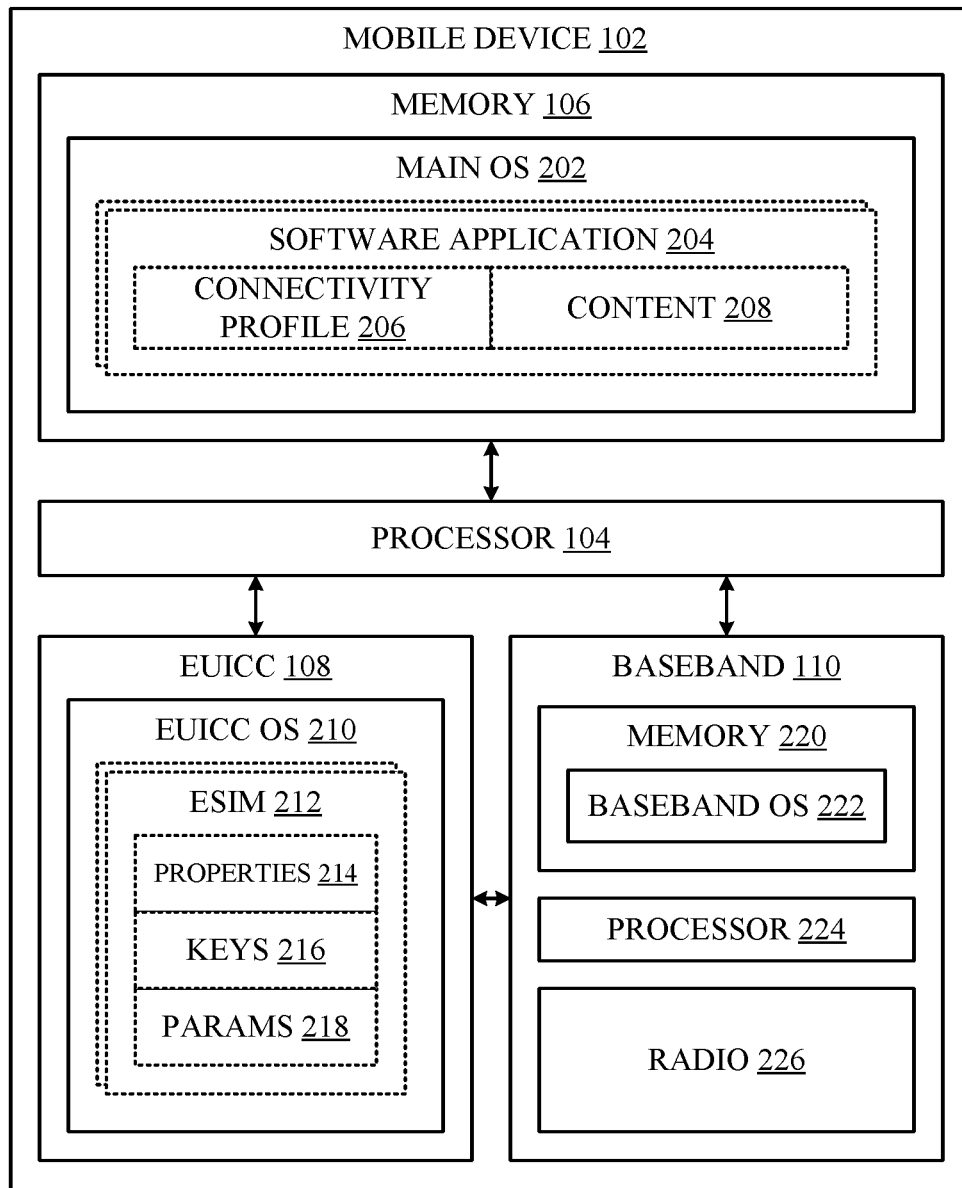 MOBILE DEVICE 102
MEMORY 106
MAIN OS 202
SOFTWARE APPLICATION 204
CONNECTIVITY
PROFILE 206
CONTENT 208
PROCESSOR 104
EUICC 108
EUICC OS 210
ESIM 212
PROPERTIES 214
KEYS 216
PARAMS 218
BASEBAND 110
MEMORY 220
BASEBAND OS 222
PROCESSOR 224
RADIO 226